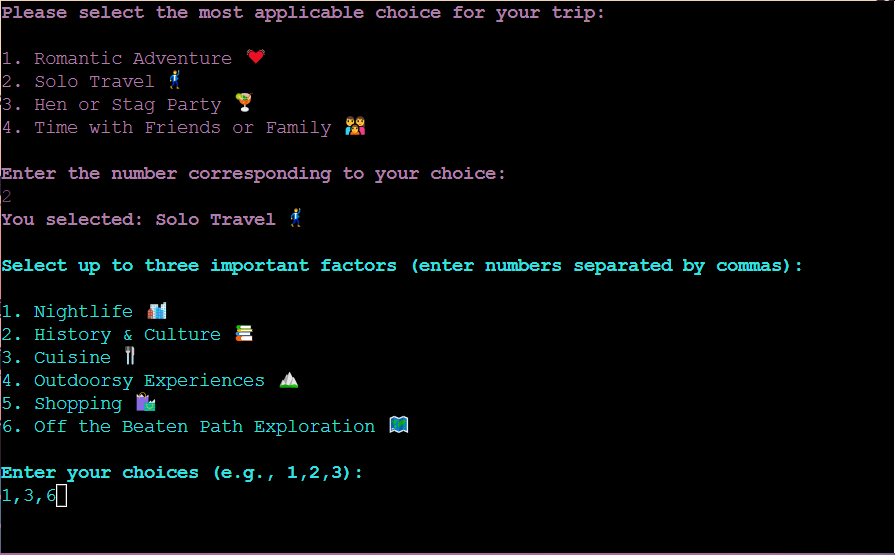 Please select the most applicable choice for your trip:
1. Romantic Adventure 💓
2. Solo Travel 🕺
3. Hen or Stag Party 🍹
4. Time with Friends or Family 👪
Enter the number corresponding to your choice:
2
You selected: Solo Travel 🕺
Select up to three important factors (enter numbers separated by commas):
1. Nightlife 🌃
2. History & Culture 📚
3. Cuisine 🍴
4. Outdoorsy Experiences ⛰
5. Shopping 🛍
6. Off the Beaten Path Exploration 🗺
Enter your choices (e.g., 1,2,3):
1,3,6